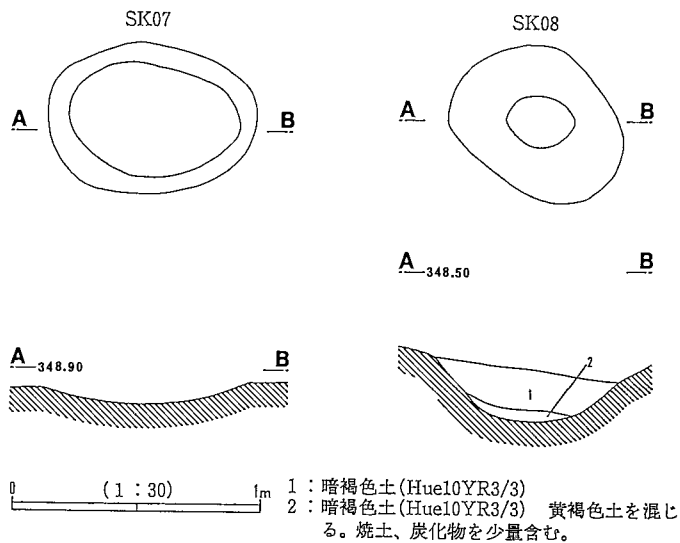 SK07
SK08
A B
A B
A 348.50 B
A 348.90 B
1 2
0 (1:30) 1m
1:暗褐色土(Hue10YR3/3)
2:暗褐色土(Hue10YR3/3) 黄褐色土を混じ
る。焼土、炭化物を少量含む。